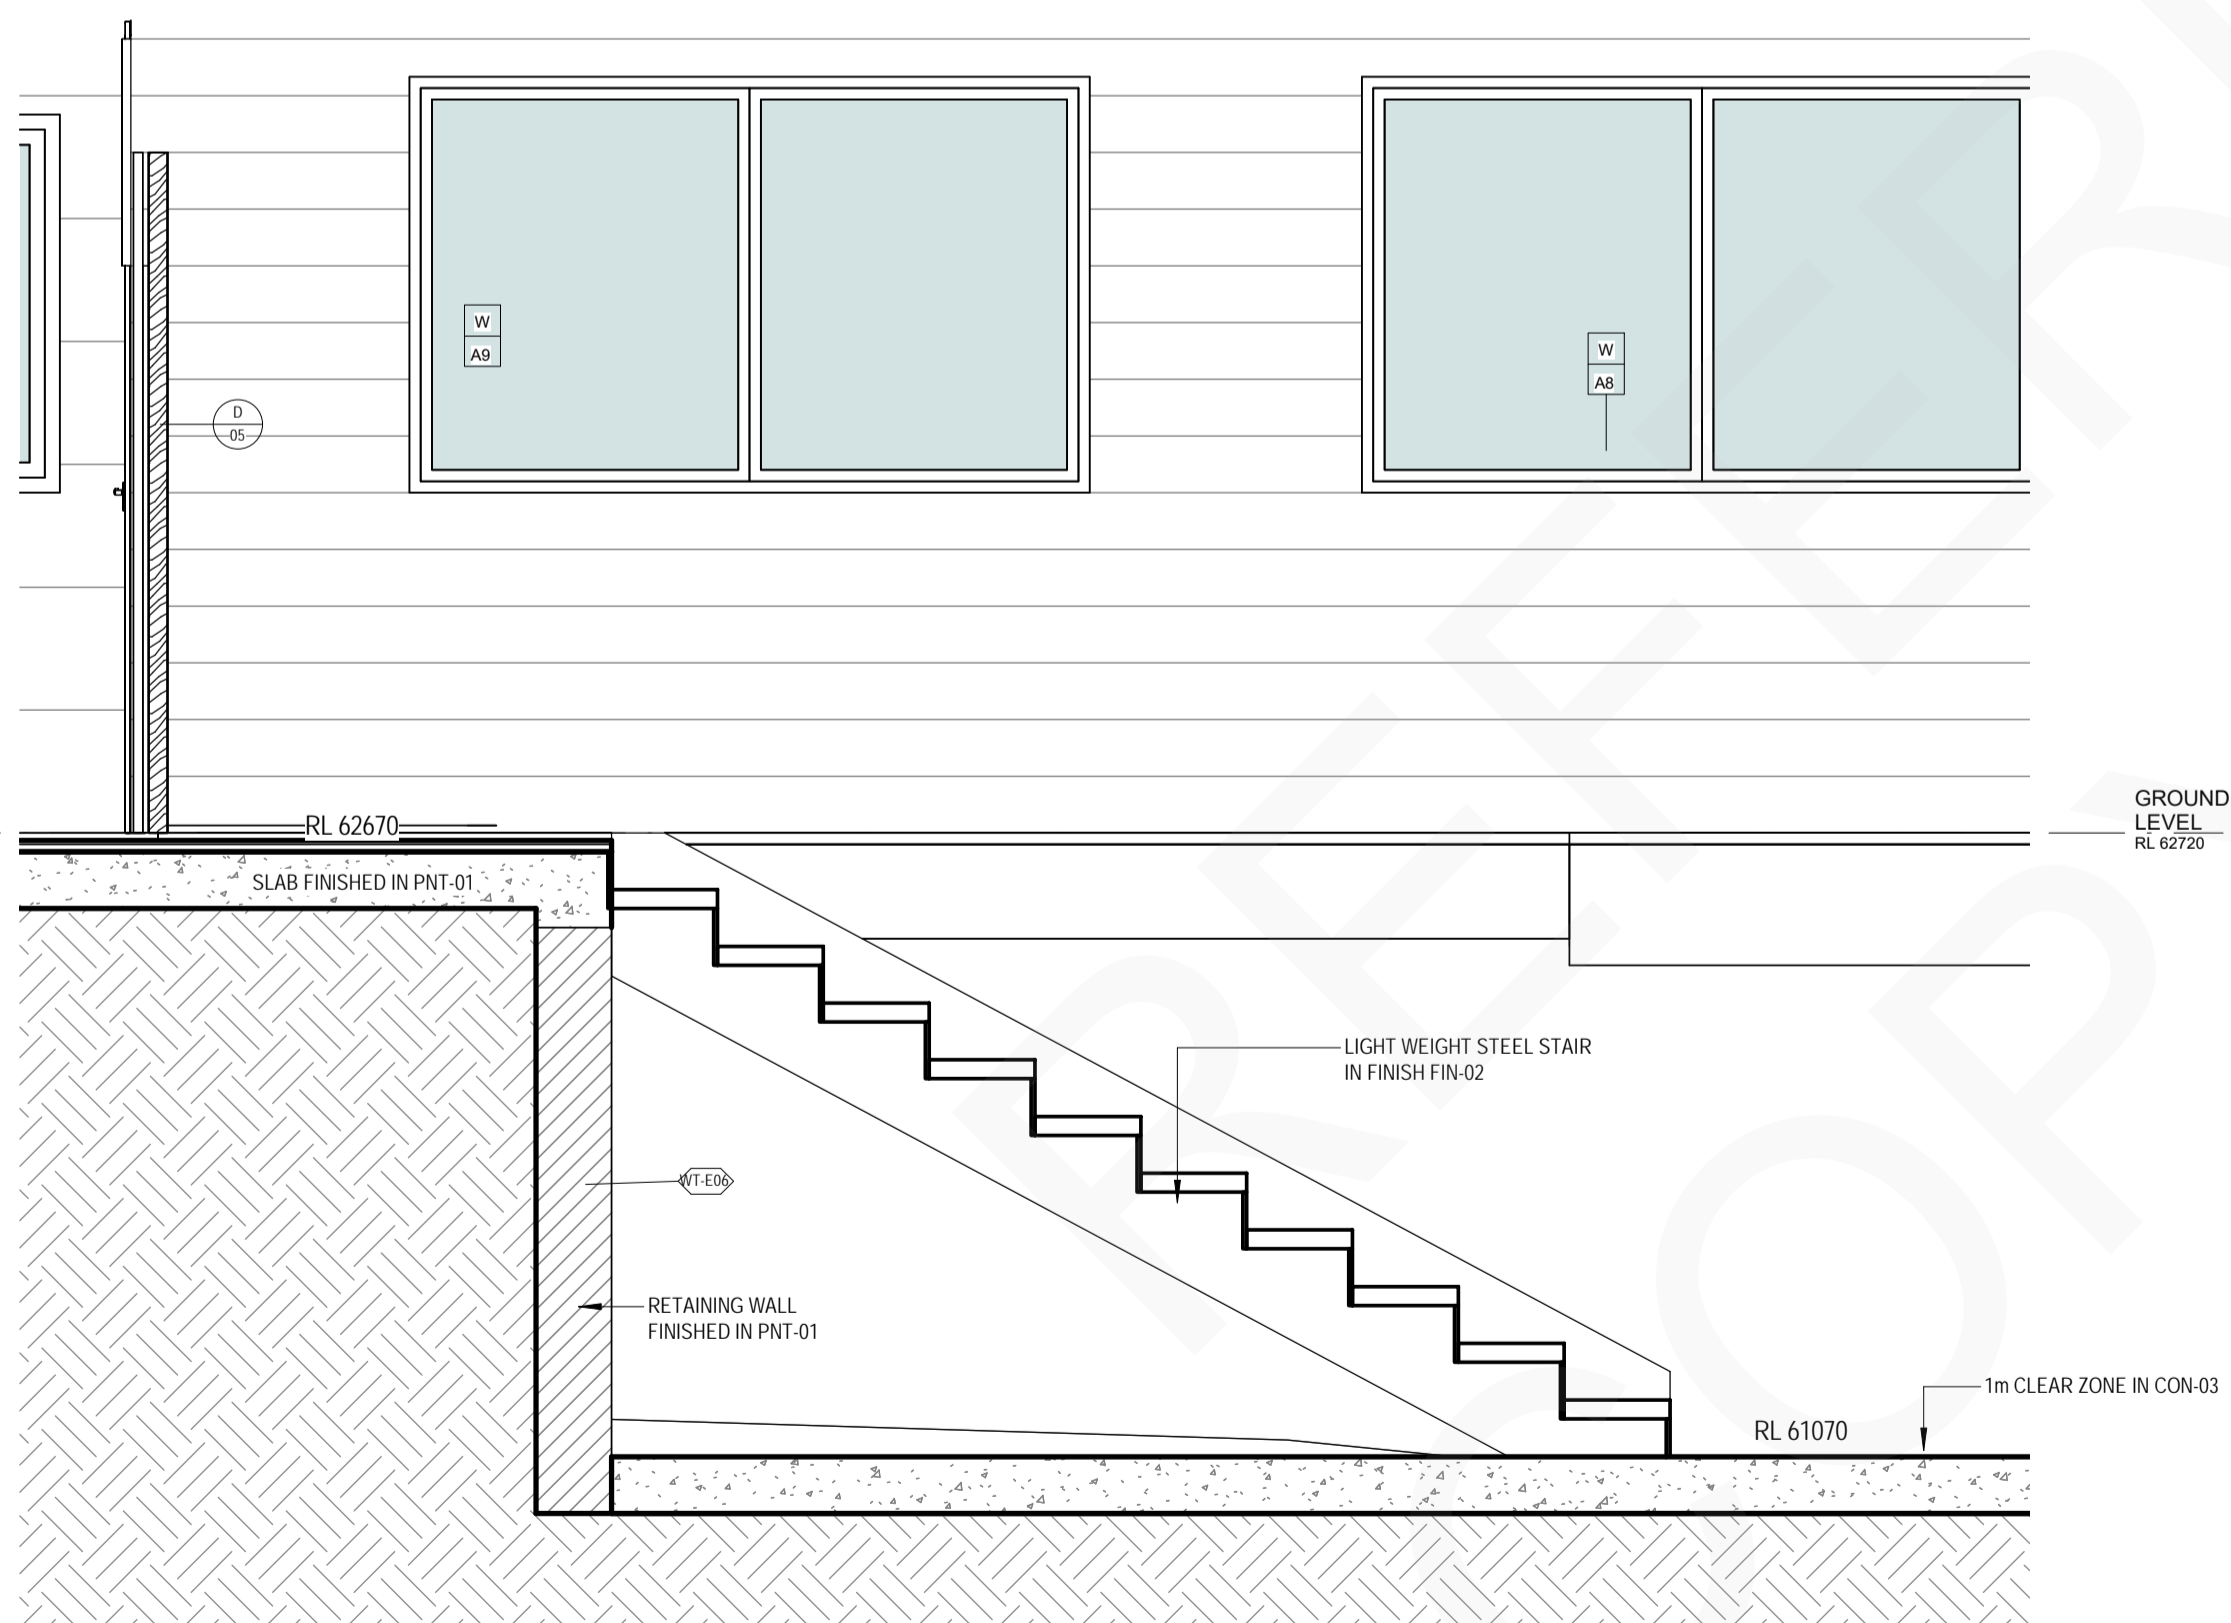 W
A9
W
A8
D
05
GROUND
LEVEL
RL 62720
RL 62670
SLAB FINISHED IN PNT-01
LIGHT WEIGHT STEEL STAIR
IN FINISH FIN-02
WT-E06
RETAINING WALL
FINISHED IN PNT-01
1m CLEAR ZONE IN CON-03
RL 61070